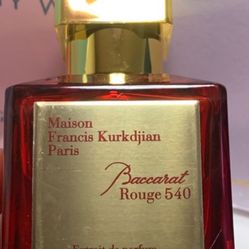 Maison
Francis Kurkdjian
Paris
Baccarat
Rouge 540
Extrait de parfum